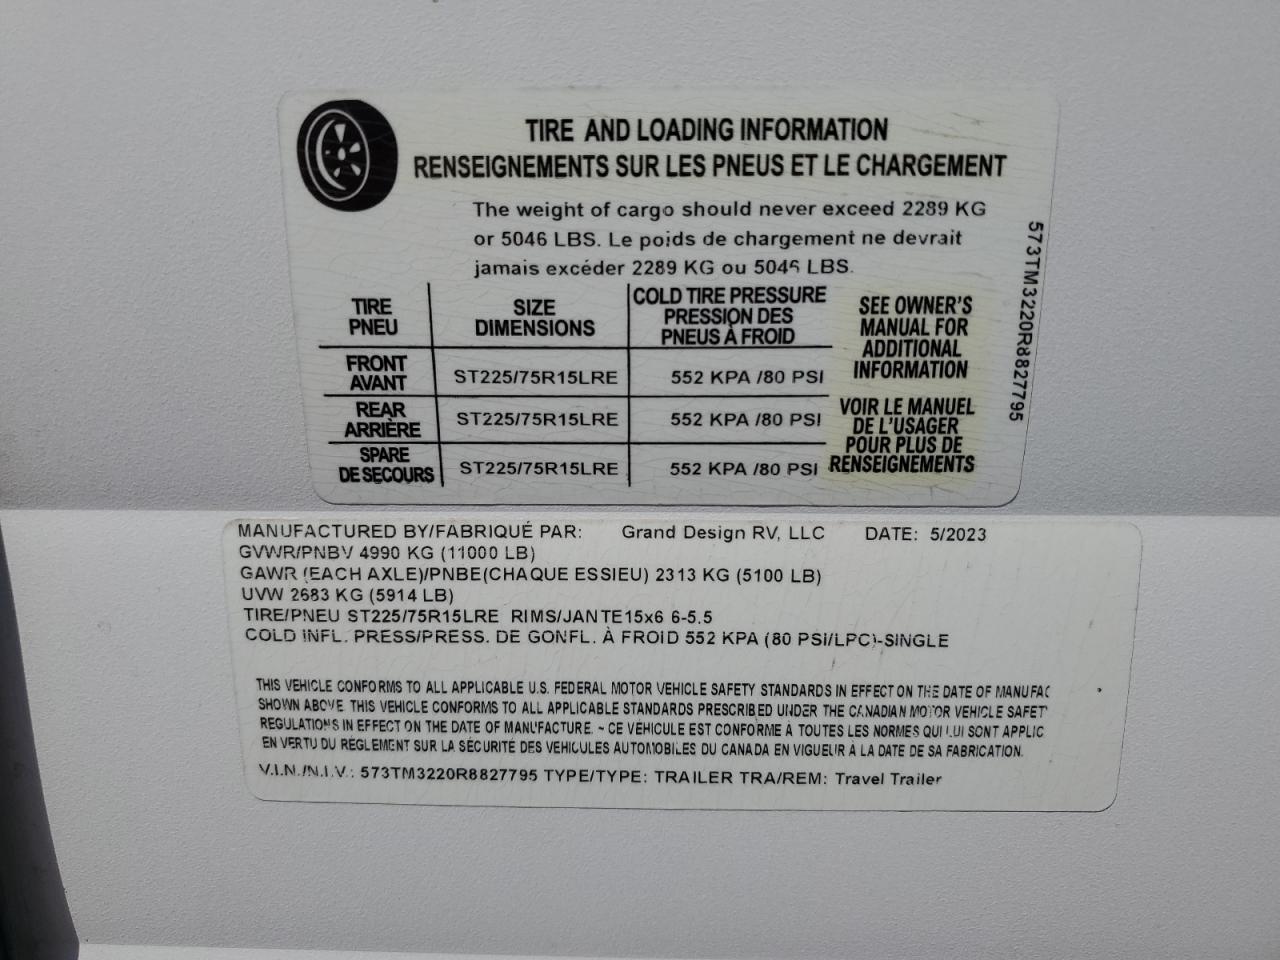 TIRE AND LOADING INFORMATION
RENSEIGNEMENTS SUR LES PNEUS ET LE CHARGEMENT
The weight of cargo should never exceed 2289 KG
or 5046 LBS. Le poids de chargement ne devrait
jamais excéder 2289 KG ou 5046 LBS.
TIRE
PNEU
SIZE
DIMENSIONS
COLD TIRE PRESSURE
PRESSION DES
PNEUS À FROID
FRONT
AVANT
ST225/75R15LRE
552 KPA /80 PSI
REAR
ARRIÈRE
ST225/75R15LRE
552 KPA /80 PSI
SPARE
DE SECOURS
ST225/75R15LRE
552 KPA /80 PSI
SEE OWNER'S
MANUAL FOR
ADDITIONAL
INFORMATION
VOIR LE MANUEL
DE L'USAGER
POUR PLUS DE
RENSEIGNEMENTS
573TM3220R8827795
MANUFACTURED BY/FABRIQUÉ PAR: Grand Design RV, LLC DATE: 5/2023
GVWR/PNBV 4990 KG (11000 LB)
GAWR (EACH AXLE)/PNBE(CHAQUE ESSIEU) 2313 KG (5100 LB)
UVW 2683 KG (5914 LB)
TIRE/PNEU ST225/75R15LRE RIMS/JANTE15x6 6-5.5
COLD INFL. PRESS/PRESS. DE GONFL. À FROID 552 KPA (80 PSI/LPC)-SINGLE
THIS VEHICLE CONFORMS TO ALL APPLICABLE U.S. FEDERAL MOTOR VEHICLE SAFETY STANDARDS IN EFFECT ON THE DATE OF MANUFAC
SHOWN ABOVE. THIS VEHICLE CONFORMS TO ALL APPLICABLE STANDARDS PRESCRIBED UNDER THE CANADIAN MOTOR VEHICLE SAFET
REGULATIONS IN EFFECT ON THE DATE OF MANUFACTURE. ~ CE VÉHICULE EST CONFORME À TOUTES LES NORMES QUI LUI SONT APPLIC
EN VERTU DU RÈGLEMENT SUR LA SÉCURITÉ DES VÉHICULES AUTOMOBILES DU CANADA EN VIGUEUR À LA DATE DE SA FABRICATION.
V.I.N./N.I.V.: 573TM3220R8827795 TYPE/TYPE: TRAILER TRA/REM: Travel Trailer